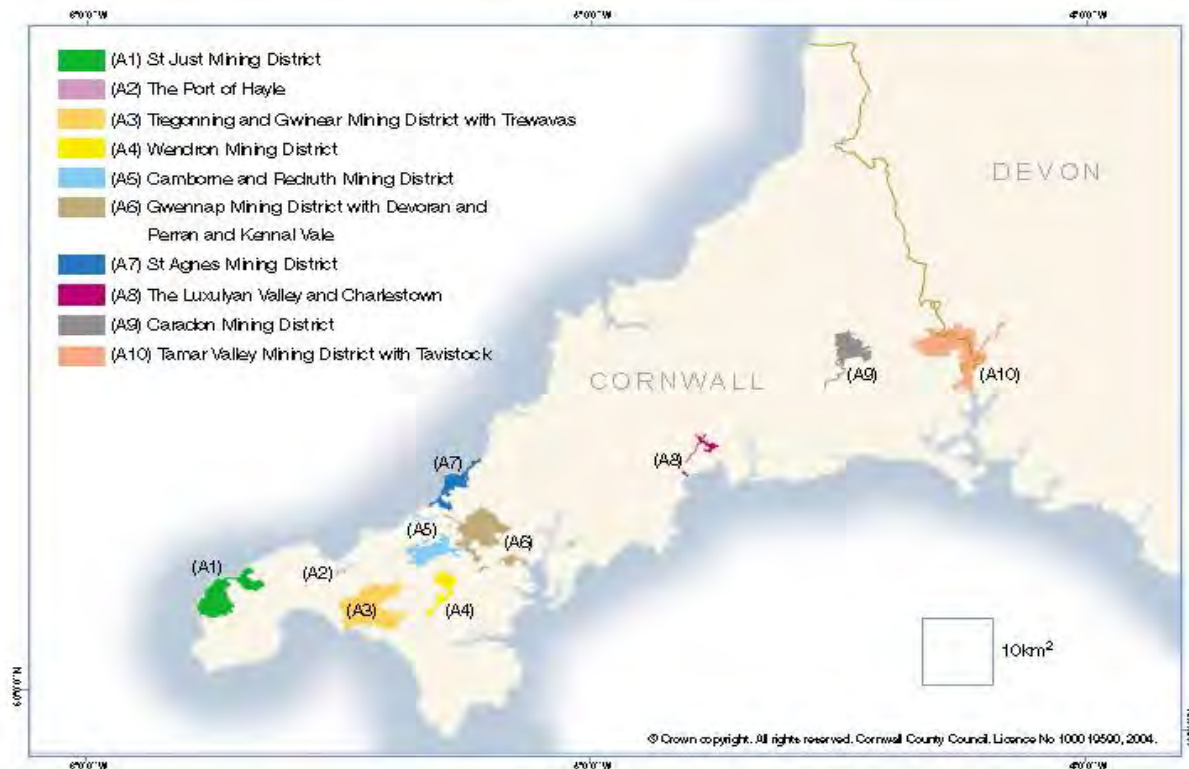 (A1) St Just Mining District
(A2) The Port of Hayle
(A3) Tregonning and Gwinear Mining District with Trewavas
(A4) Wendron Mining District
(A5) Camborne and Redruth Mining District
(A6) Gwennap Mining District with Devoran and
Perran and Kennal Vale
(A7) St Agnes Mining District
(A8) The Luxulyan Valley and Charlestown
(A9) Caradon Mining District
(A10) Tamar Valley Mining District with Tavistock
DEVON
CORNWALL
(A9)
(A10)
(A8)
(A7)
(A5)
(A6)
(A1)
(A2)
(A3)
(A4)
10km²
© Crown copyright. All rights reserved. Cornwall County Council. Licence No 100019590, 2004.